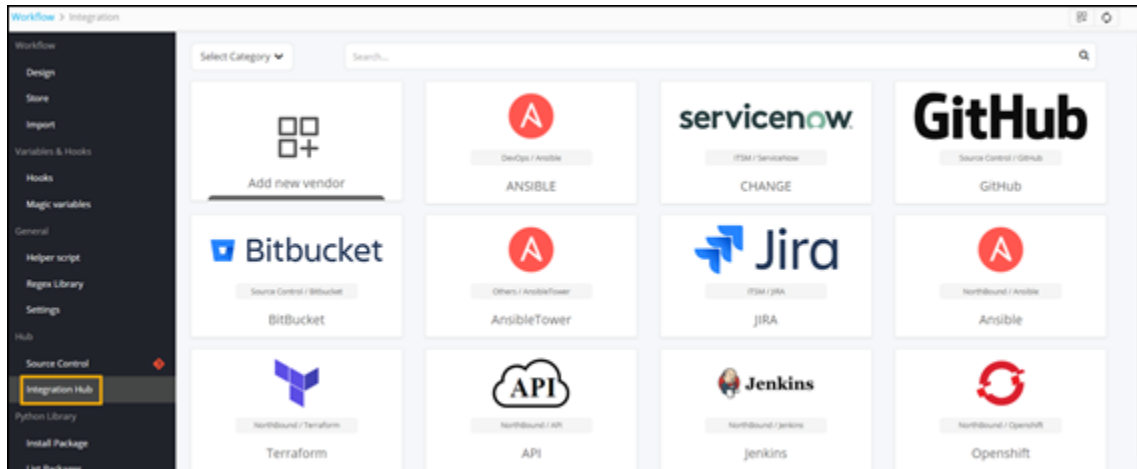 Workflow > Integration
Workflow
Design
Store
Import
Variables & Hooks
Hooks
Magic variables
General
Helper script
Regex Library
Settings
Hub
Source Control
Integration Hub
Python Library
Install Package
List Packages
Select Category
Search...
Add new vendor
DevOps / Ansible
ANSIBLE
servicenow.
ITSM / ServiceNow
CHANGE
GitHub
Source Control / GitHub
GitHub
Bitbucket
Source Control / Bitbucket
BitBucket
Others / AnsibleTower
AnsibleTower
Jira
ITSM / JIRA
JIRA
NorthBound / Ansible
Ansible
NorthBound / Terraform
Terraform
API
NorthBound / API
API
Jenkins
NorthBound / Jenkins
Jenkins
NorthBound / Openshift
Openshift